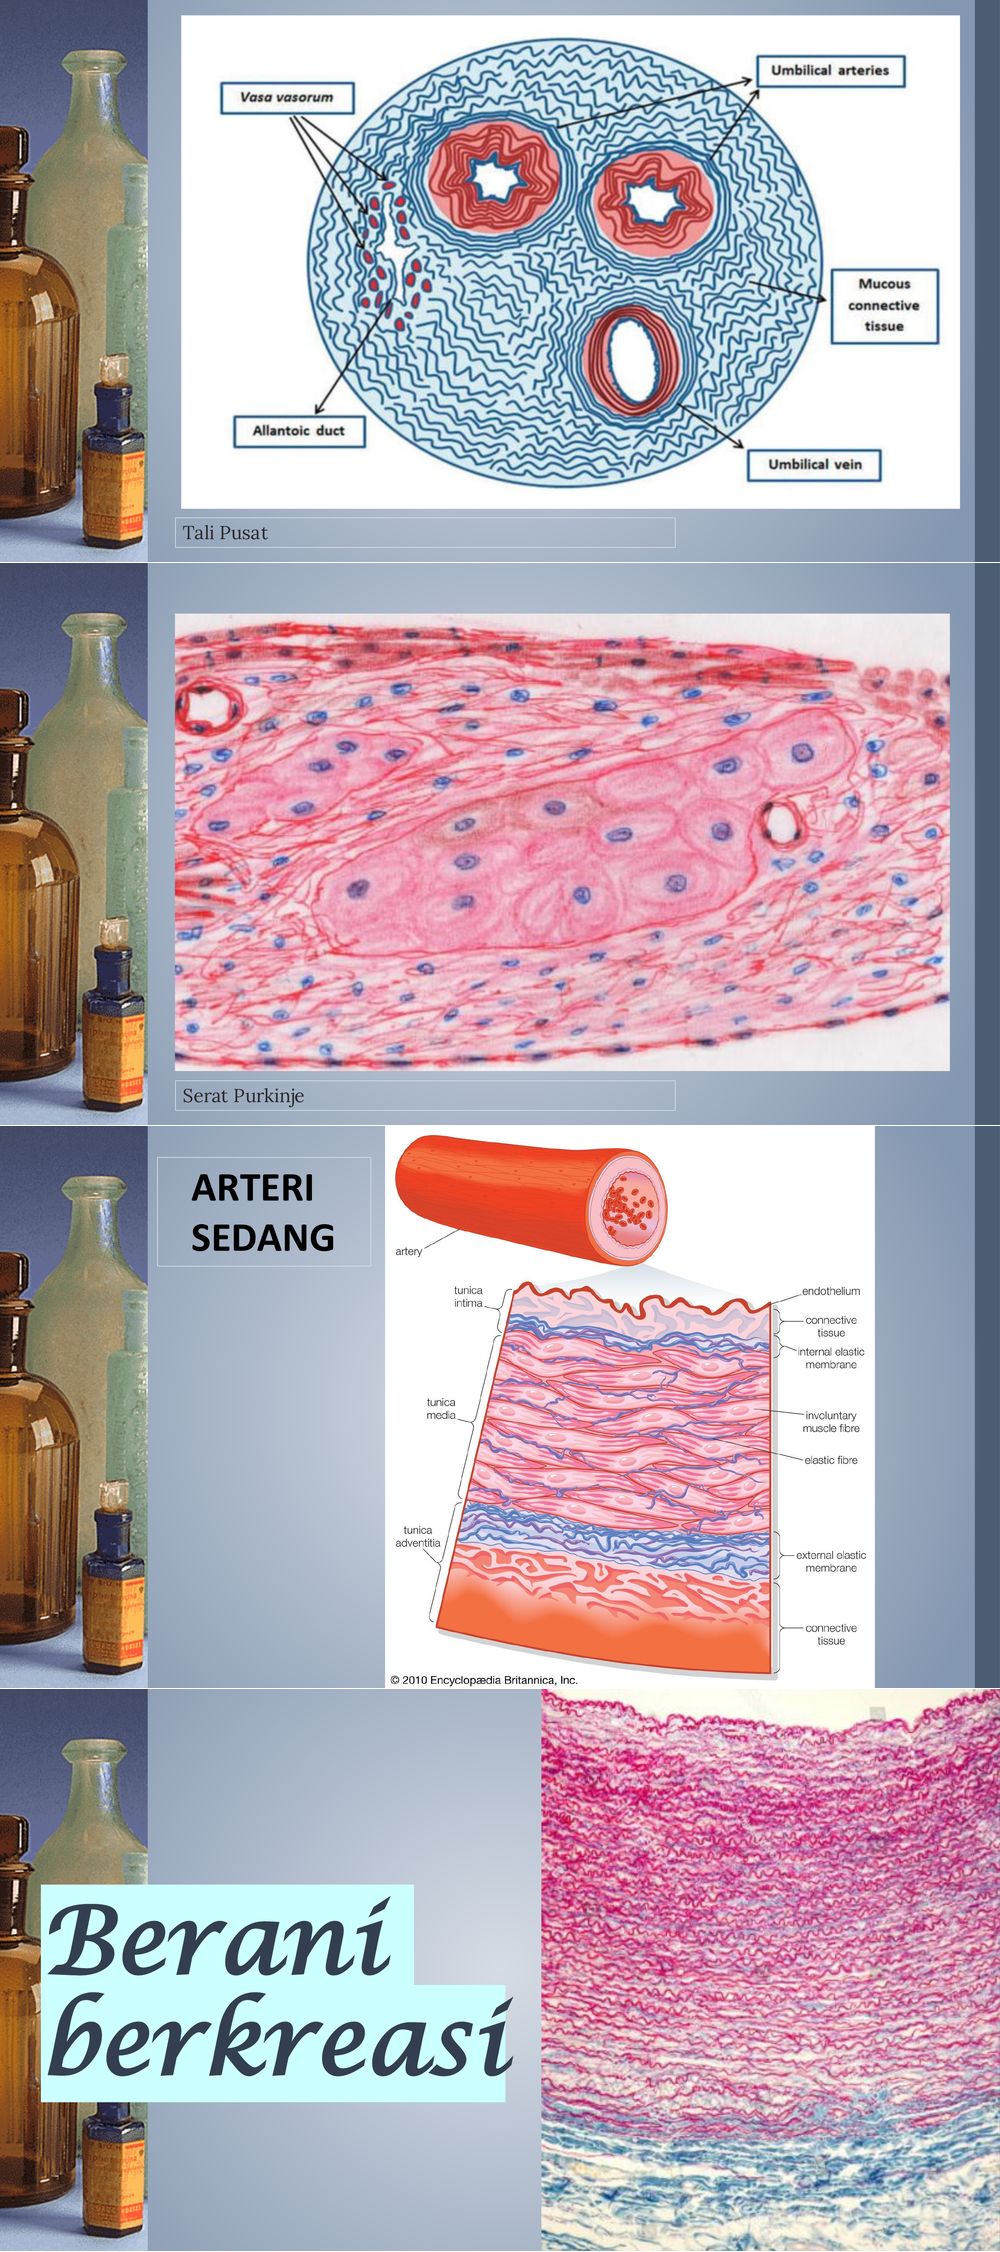 Vasa vasorum
Umbilical arteries
Mucous
connective
tissue
Allantoic duct
Umbilical vein
Tali Pusat
Serat Purkinje
ARTERI
SEDANG
artery
tunica
intima
endothelium
connective
tissue
internal elastic
membrane
tunica
media
involuntary
muscle fibre
elastic fibre
tunica
adventitia
external elastic
membrane
connective
tissue
© 2010 Encyclopædia Britannica, Inc.
Berani
berkreasi